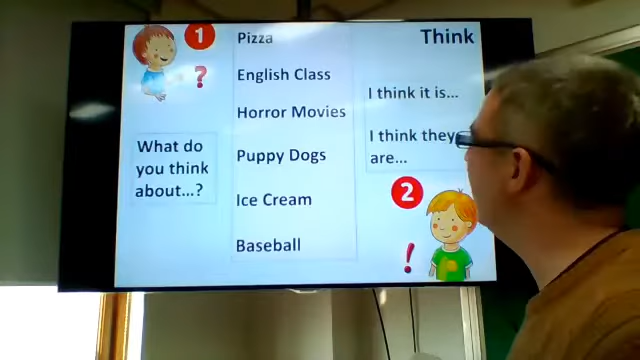 1
Think
?
What do
you think
about...?
Pizza
English Class
Horror Movies
Puppy Dogs
Ice Cream
Baseball
I think it is...
I think they
are...
2
!